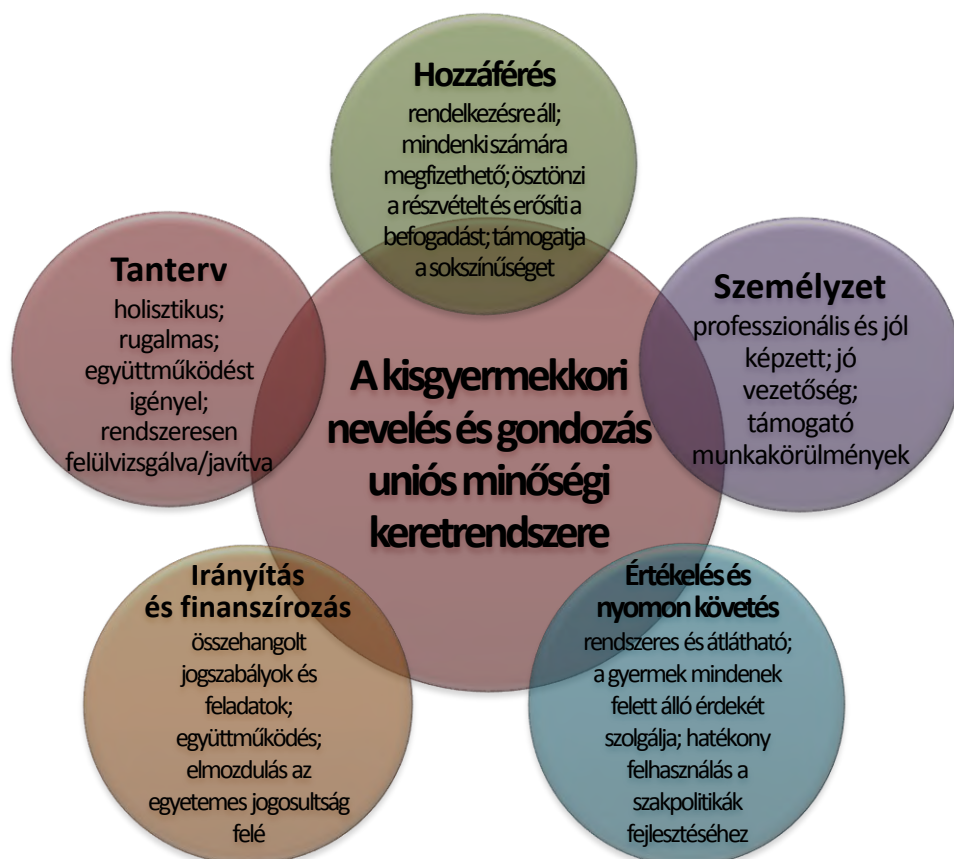 Hozzáférés
rendelkezésre áll;
mindenki számára
megfizethető; ösztönzi
a részvételt és erősíti a
befogadást; támogatja
a sokszínűséget
Tanterv
holisztikus;
rugalmas;
együttműködést
igényel;
rendszeresen
felülvizsgálva/javítva
Személyzet
professzionális és jól
képzett; jó
vezetőség;
támogató
munkakörülmények
A kisgyermekkori
nevelés és gondozás
uniós minőségi
keretrendszere
Irányítás
és finanszírozás
összehangolt
jogszabályok és
feladatok;
együttműködés;
elmozdulás az
egyetemes jogosultság
felé
Értékelés és
nyomon követés
rendszeres és átlátható;
a gyermek mindenek
felett álló érdekét
szolgálja; hatékony
felhasználás a
szakpolitikák
fejlesztéséhez